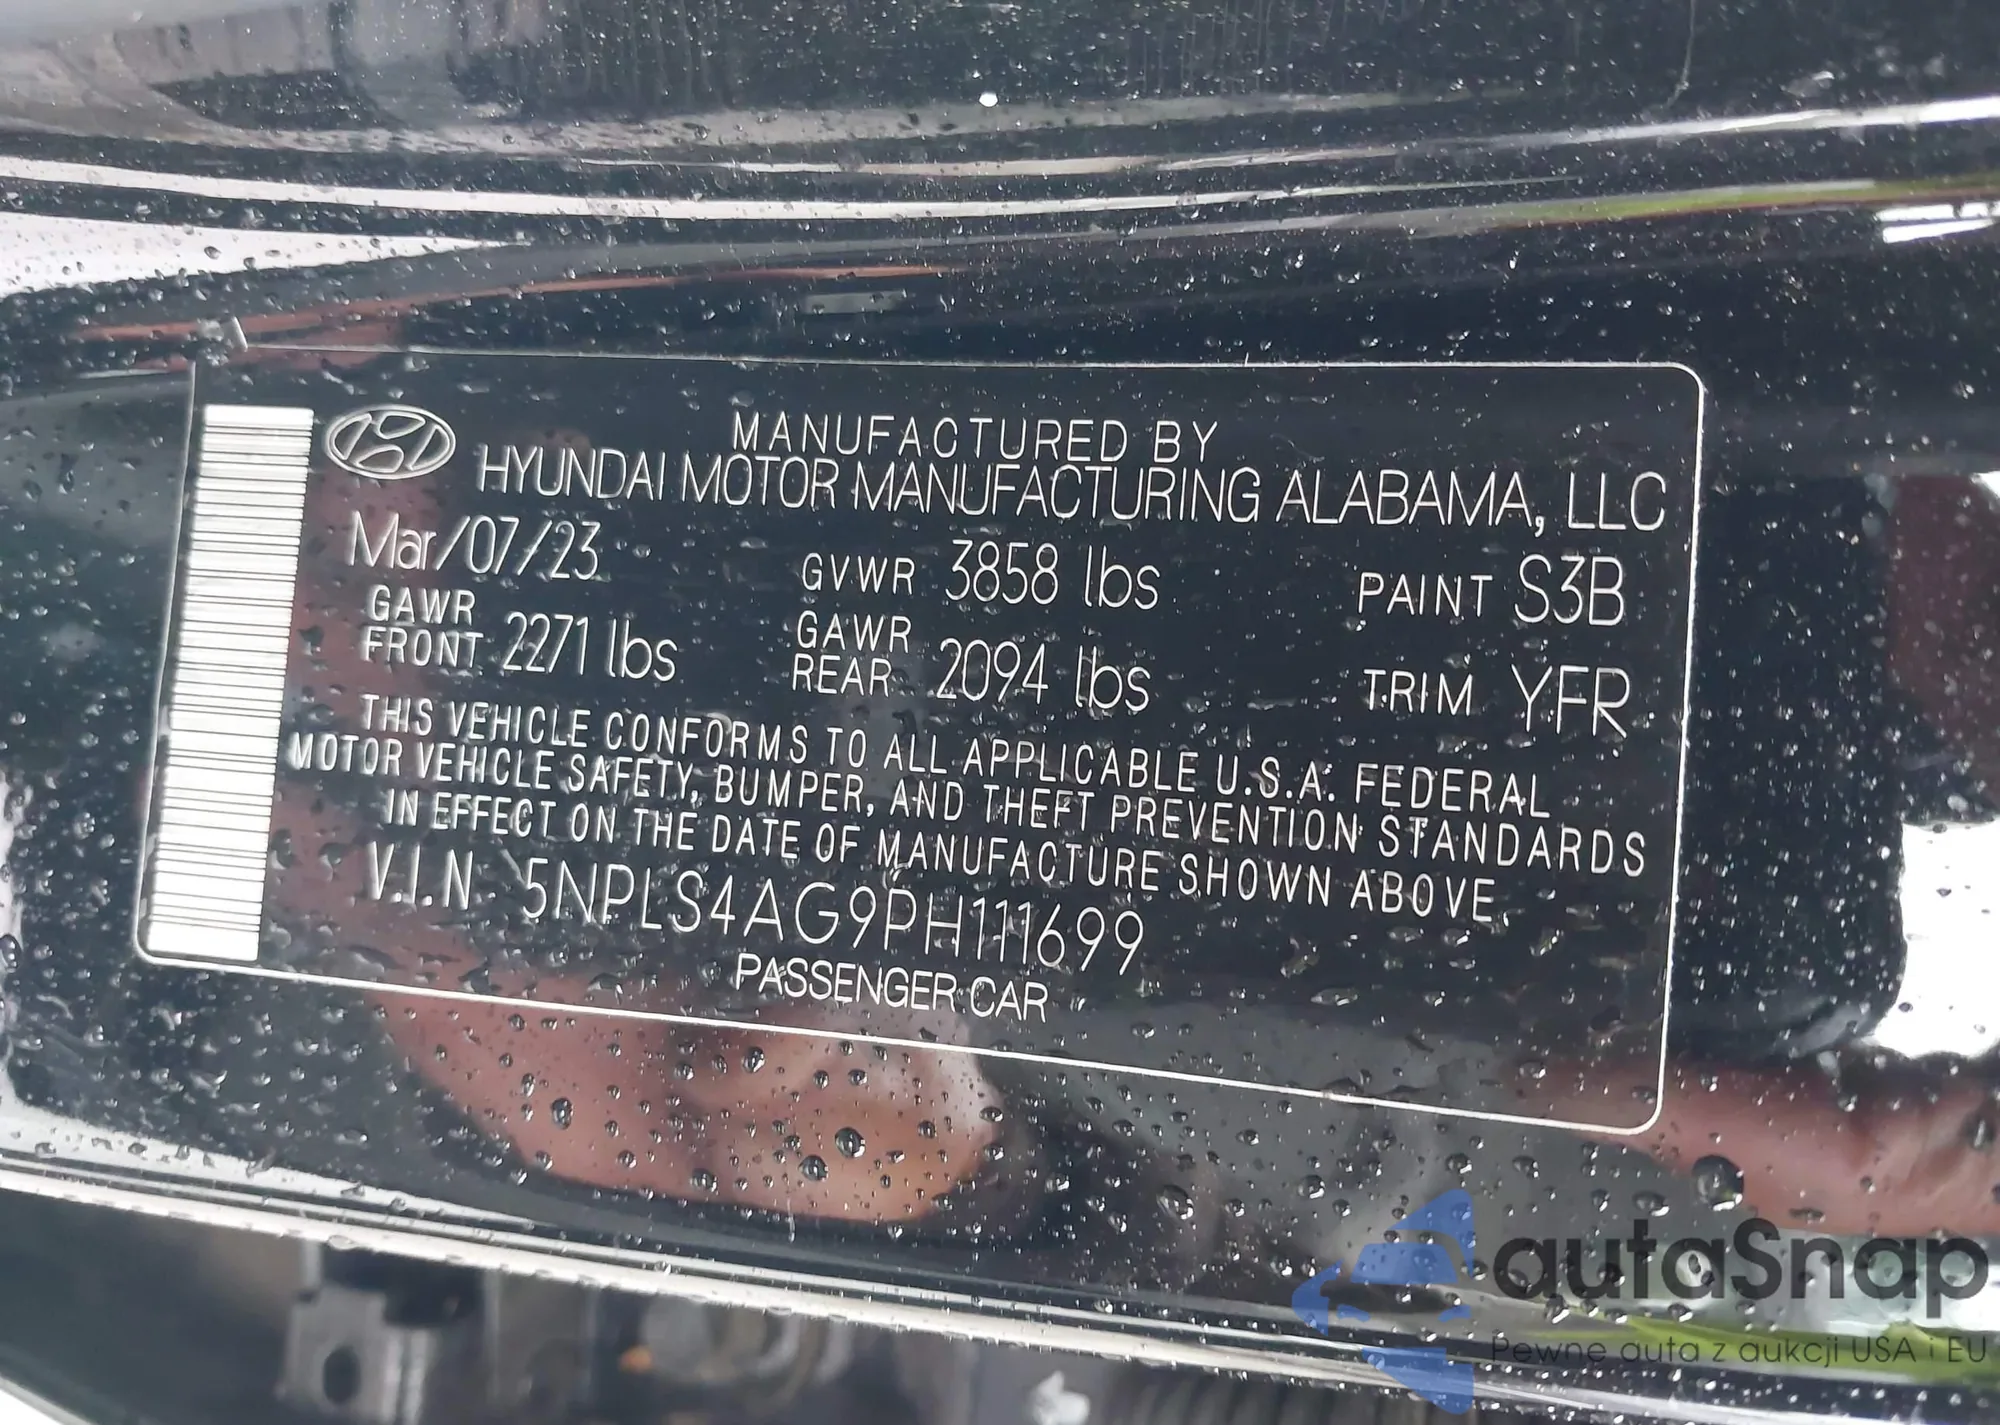 MANUFACTURED BY
HYUNDAI MOTOR MANUFACTURING ALABAMA, LLC
Mar/07/23 GVWR 3858 lbs PAINT S3B
GAWR FRONT 2271 lbs GAWR REAR 2094 lbs TRIM YFR
THIS VEHICLE CONFORMS TO ALL APPLICABLE U.S.A. FEDERAL
MOTOR VEHICLE SAFETY, BUMPER, AND THEFT PREVENTION STANDARDS
IN EFFECT ON THE DATE OF MANUFACTURE SHOWN ABOVE.
V.I.N 5NPLS4AG9PH111699
PASSENGER CAR
autaSnap
Pewne auta z aukcji USA i EU